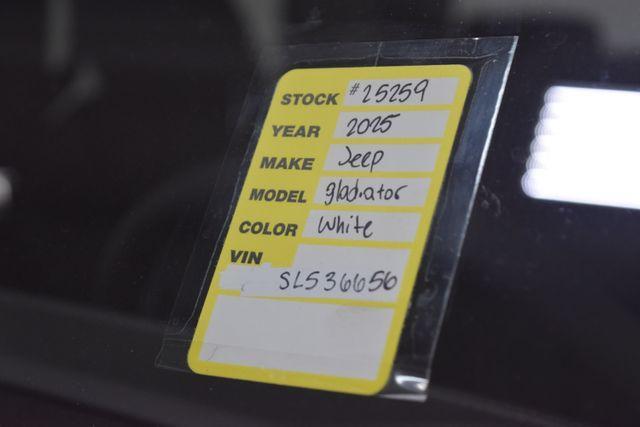 STOCK #25259
YEAR 2025
MAKE Jeep
MODEL gladiator
COLOR White
VIN
SL536656